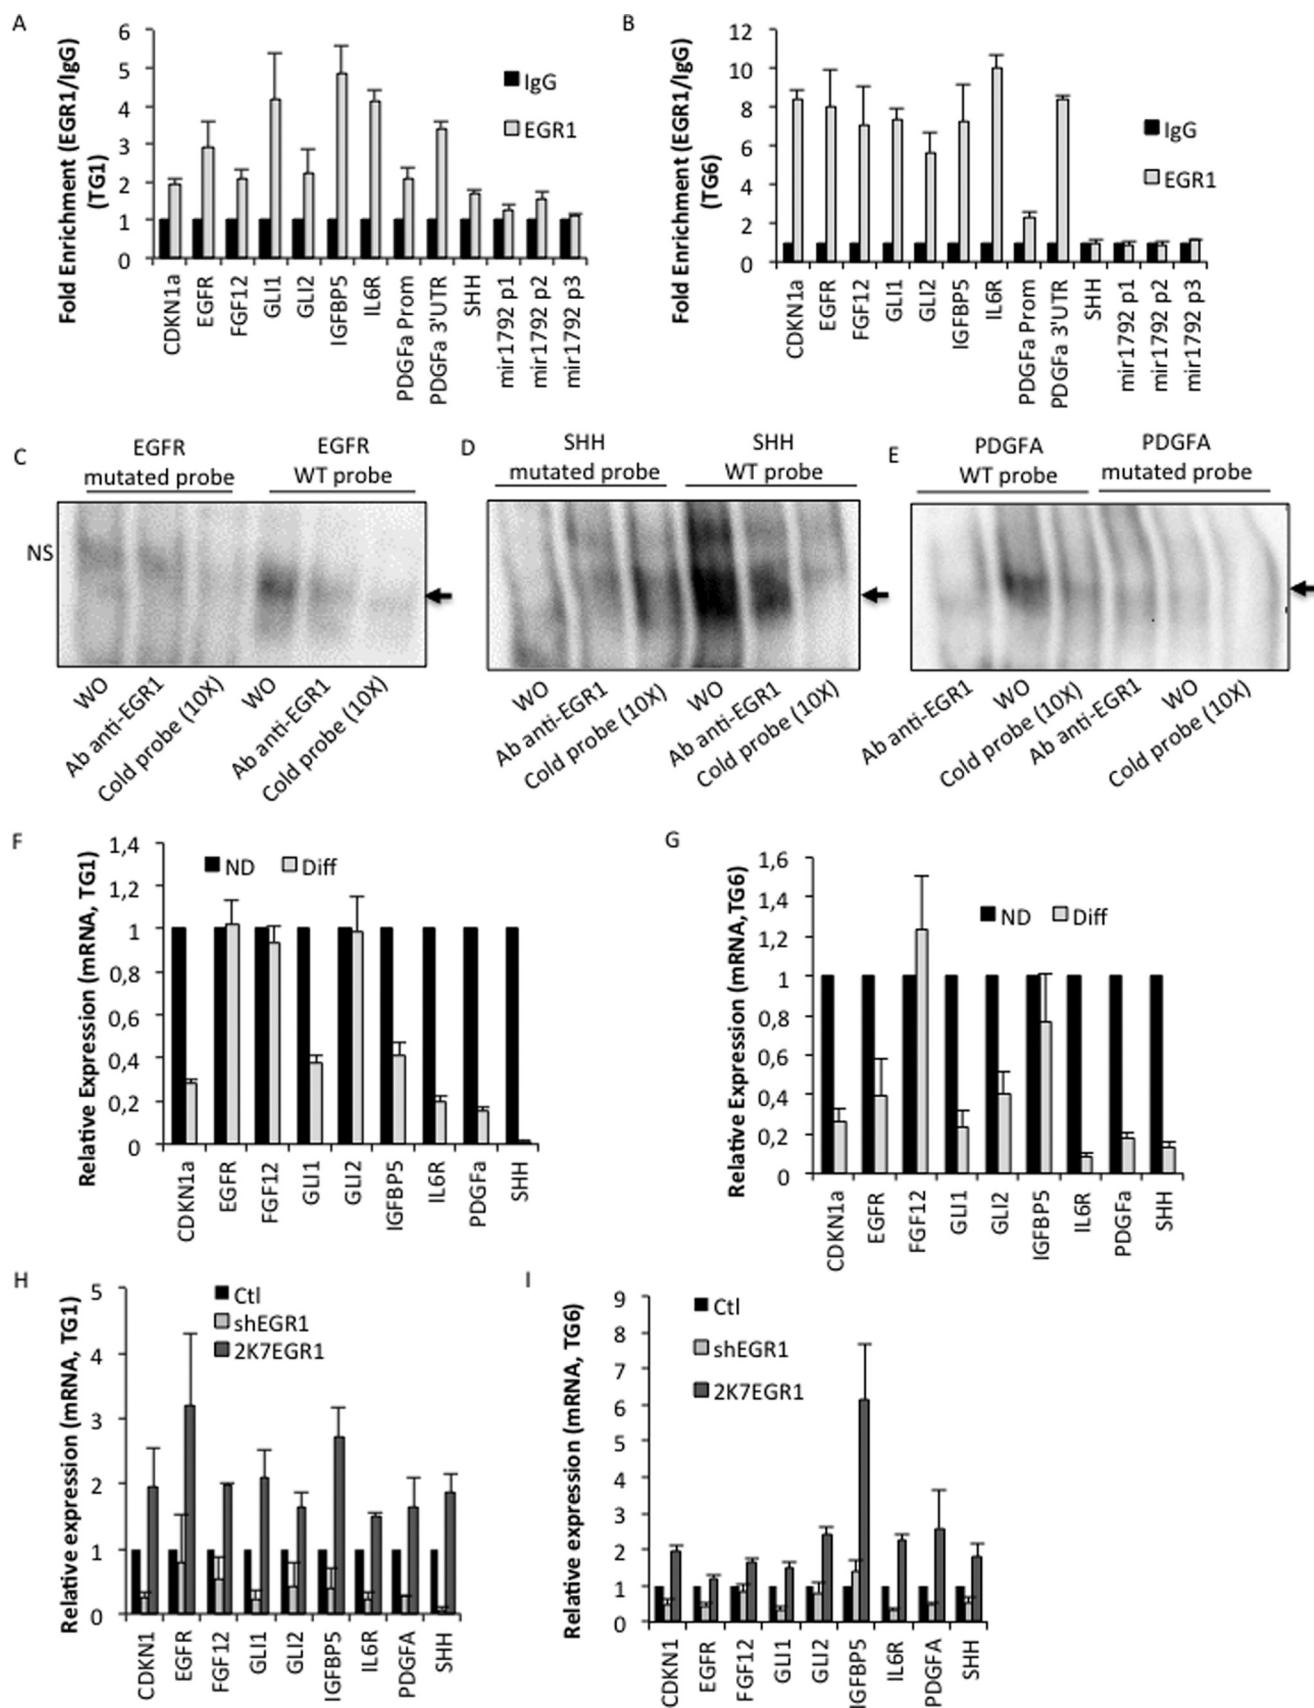 A
Fold Enrichment (EGR1/IgG)
(TG1)
6
5
4
3
2
1
0
IgG
EGR1
CDKN1a
EGFR
FGF12
GLI1
GLI2
IGFBP5
IL6R
PDGFa Prom
PDGFa 3'UTR
SHH
mir1792 p1
mir1792 p2
mir1792 p3
B
Fold Enrichment (EGR1/IgG)
(TG6)
12
10
8
6
4
2
0
IgG
EGR1
CDKN1a
EGFR
FGF12
GLI1
GLI2
IGFBP5
IL6R
PDGFa Prom
PDGFa 3'UTR
SHH
mir1792 p1
mir1792 p2
mir1792 p3
C
EGFR
mutated probe
EGFR
WT probe
NS
WO
Ab anti-EGR1
Cold probe (10X)
WO
Ab anti-EGR1
Cold probe (10X)
D
SHH
mutated probe
SHH
WT probe
WO
Ab anti-EGR1
Cold probe (10X)
WO
Ab anti-EGR1
Cold probe (10X)
E
PDGFA
WT probe
PDGFA
mutated probe
Ab anti-EGR1
WO
Cold probe (10X)
Ab anti-EGR1
WO
Cold probe (10X)
F
Relative Expression (mRNA, TG1)
1,4
1,2
1
0,8
0,6
0,4
0,2
0
ND
Diff
CDKN1a
EGFR
FGF12
GLI1
GLI2
IGFBP5
IL6R
PDGFa
SHH
G
Relative Expression (mRNA,TG6)
1,6
1,4
1,2
1
0,8
0,6
0,4
0,2
0
ND
Diff
CDKN1a
EGFR
FGF12
GLI1
GLI2
IGFBP5
IL6R
PDGFa
SHH
H
Relative expression (mRNA, TG1)
5
4
3
2
1
0
Ctl
shEGR1
2K7EGR1
CDKN1
EGFR
FGF12
GLI1
GLI2
IGFBP5
IL6R
PDGFA
SHH
I
Relative expression (mRNA, TG6)
9
8
7
6
5
4
3
2
1
0
Ctl
shEGR1
2K7EGR1
CDKN1
EGFR
FGF12
GLI1
GLI2
IGFBP5
IL6R
PDGFA
SHH